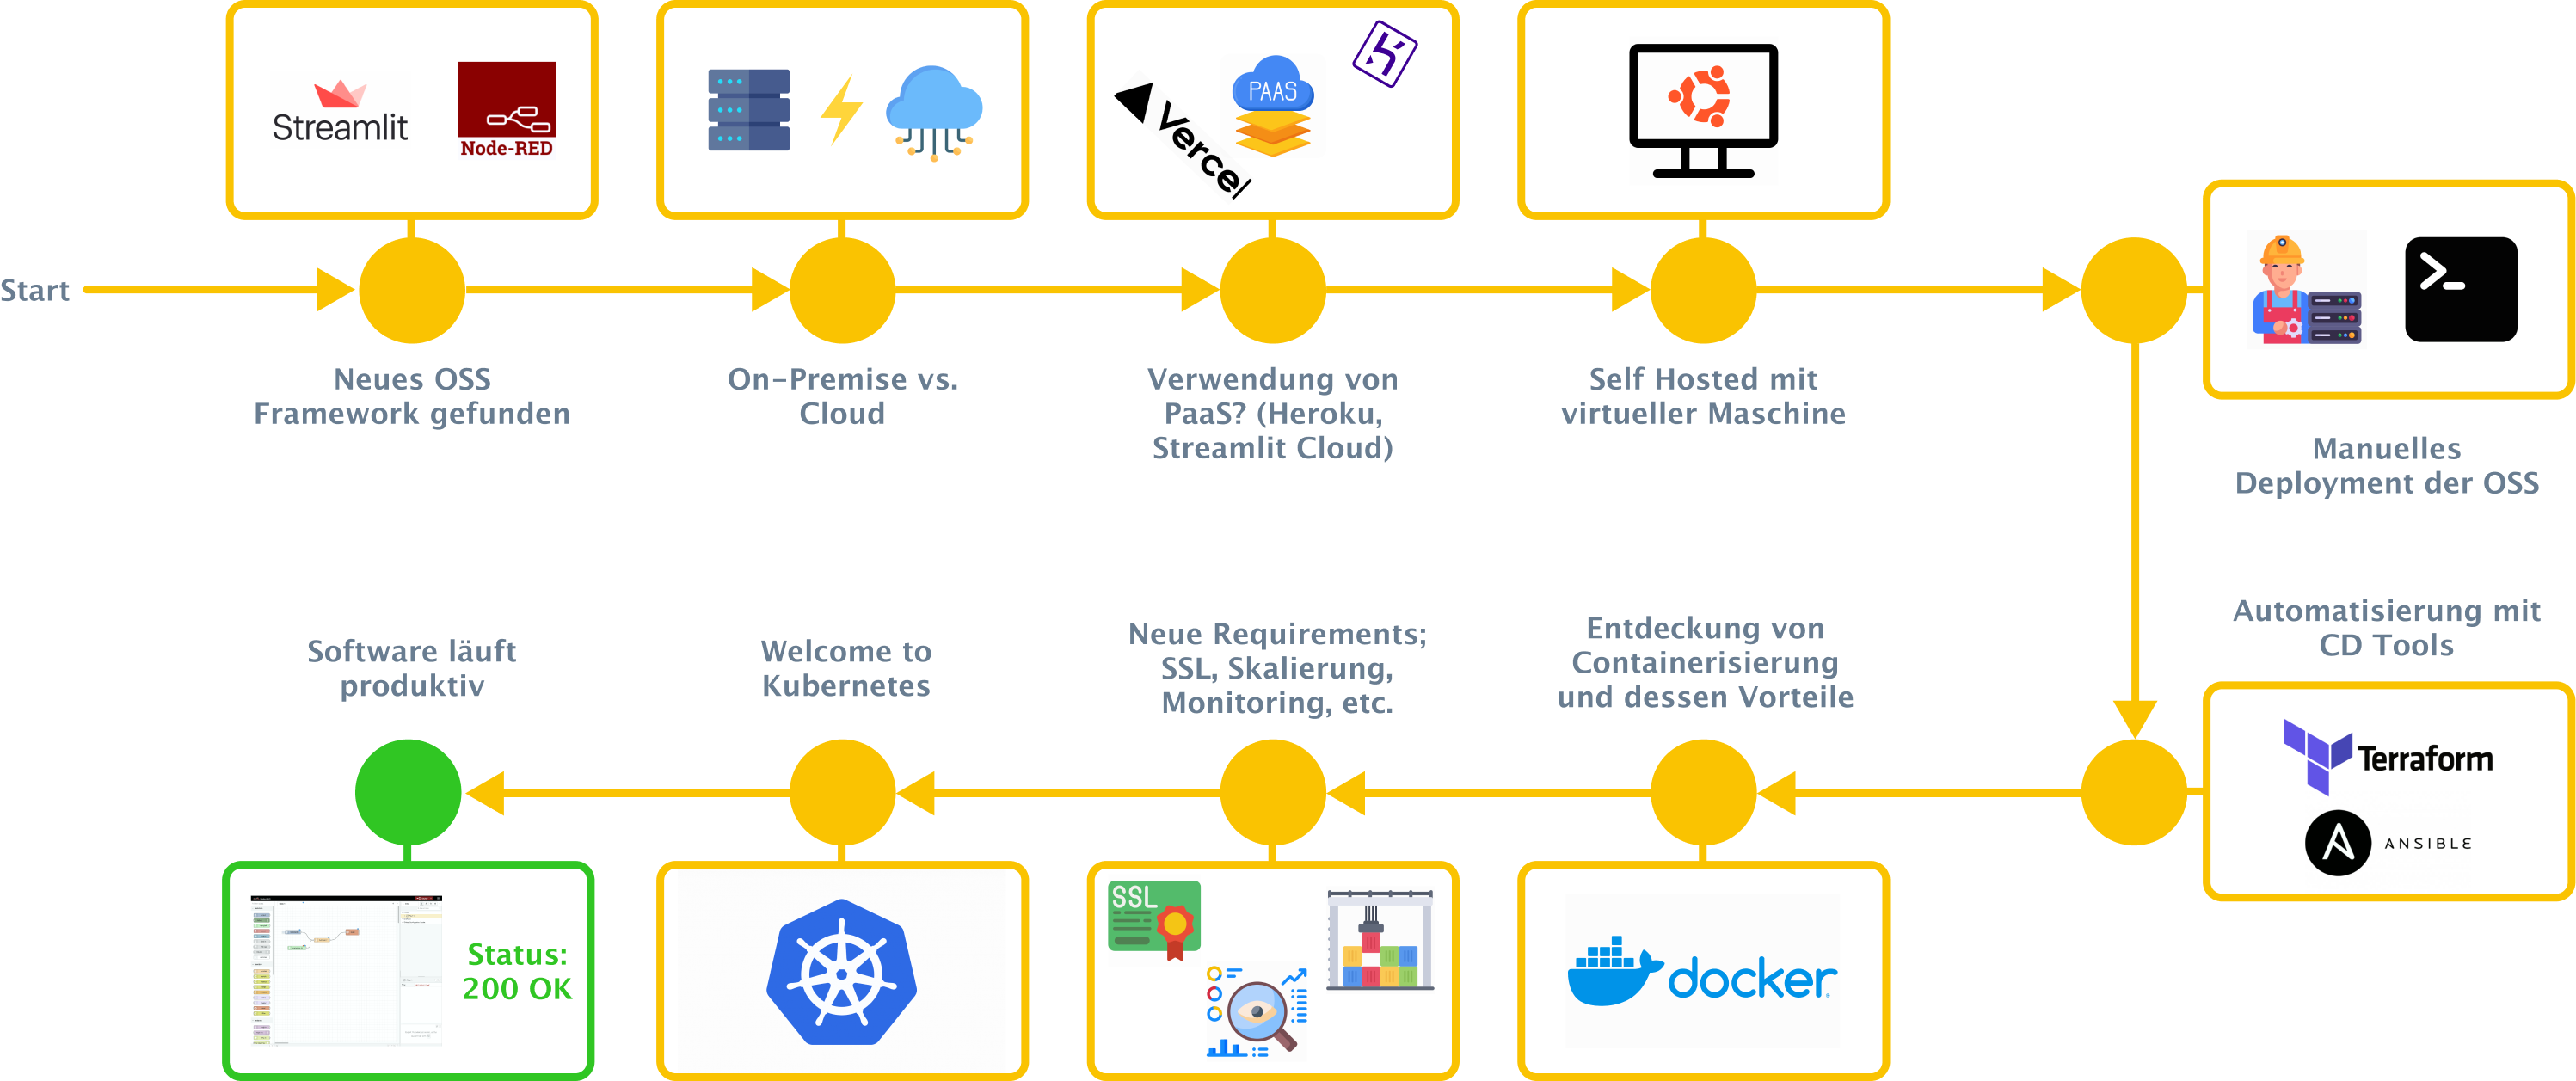 Streamlit
Node-RED
PAAS
Vercel
Start
Neues OSS
Framework gefunden
On-Premise vs.
Cloud
Verwendung von
PaaS? (Heroku,
Streamlit Cloud)
Self Hosted mit
virtueller Maschine
Manuelles
Deployment der OSS
Automatisierung mit
CD Tools
Terraform
ANSIBLE
Entdeckung von
Containerisierung
und dessen Vorteile
docker
Neue Requirements;
SSL, Skalierung,
Monitoring, etc.
SSL
Welcome to
Kubernetes
Software läuft
produktiv
Status:
200 OK